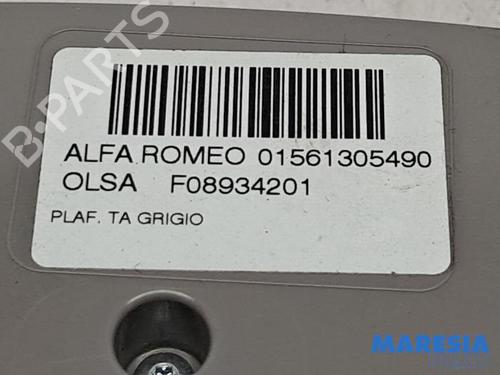 B-PARTS
ALFA ROMEO 01561305490
OLSA F08934201
PLAF. TA GRIGIO
MARESIA